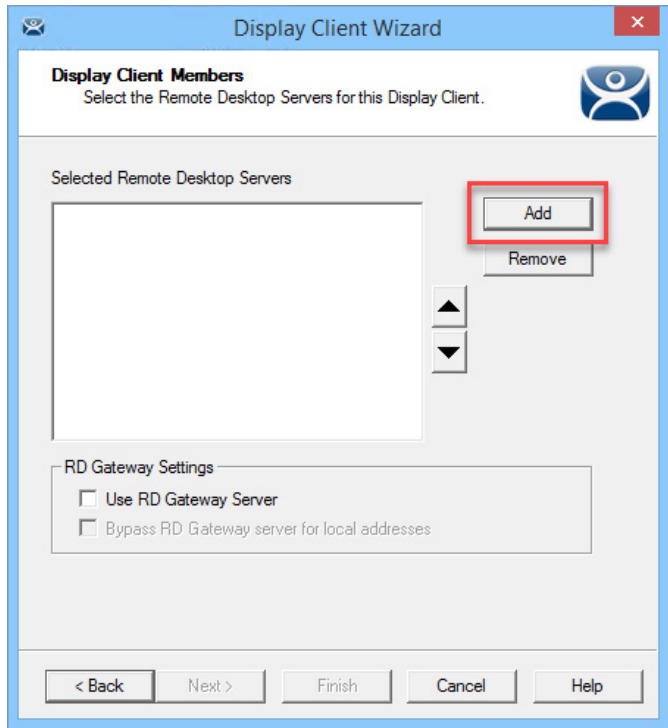 Display Client Wizard
Display Client Members
Select the Remote Desktop Servers for this Display Client.
Selected Remote Desktop Servers
Add
Remove
RD Gateway Settings
Use RD Gateway Server
Bypass RD Gateway server for local addresses
< Back
Next >
Finish
Cancel
Help